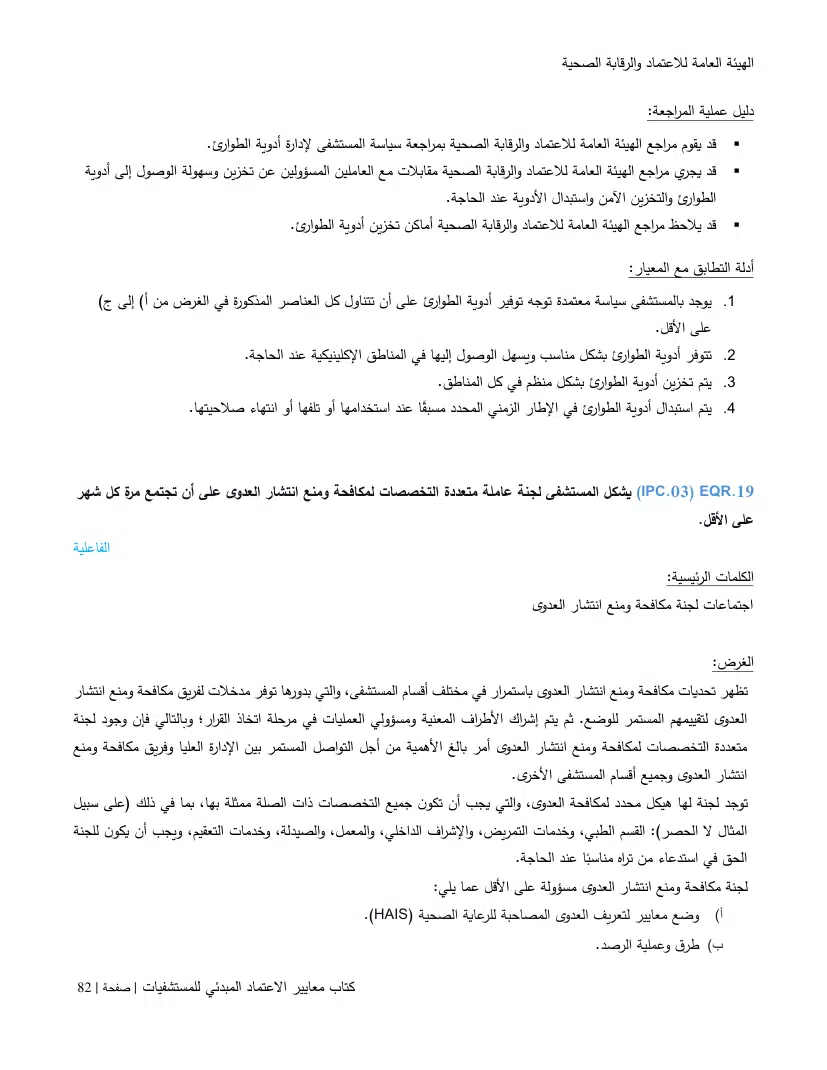 الهيئة العامة للاعتماد والرقابة الصحية
دليل عملية المراجعة:
▪ قد يقوم مراجع الهيئة العامة للاعتماد والرقابة الصحية بمراجعة سياسة المستشفى لإدارة أدوية الطوارئ.
▪ قد يجري مراجع الهيئة العامة للاعتماد والرقابة الصحية مقابلات مع العاملين المسؤولين عن تخزين وسهولة الوصول إلى أدوية
الطوارئ والتخزين الآمن واستبدال الأدوية عند الحاجة.
▪ قد يلاحظ مراجع الهيئة العامة للاعتماد والرقابة الصحية أماكن تخزين أدوية الطوارئ.
أدلة التطابق مع المعيار:
1. يوجد بالمستشفى سياسة معتمدة توجه توفير أدوية الطوارئ على أن تتناول كل العناصر المذكورة في الغرض من أ) إلى ج)
على الأقل.
2. تتوفر أدوية الطوارئ بشكل مناسب ويسهل الوصول إليها في المناطق الإكلينيكية عند الحاجة.
3. يتم تخزين أدوية الطوارئ بشكل منظم في كل المناطق.
4. يتم استبدال أدوية الطوارئ في الإطار الزمني المحدد مسبقًا عند استخدامها أو تلفها أو انتهاء صلاحيتها.
EQR.19 (IPC.03) يشكل المستشفى لجنة عاملة متعددة التخصصات لمكافحة ومنع انتشار العدوى على أن تجتمع مرة كل شهر
على الأقل.
الفاعلية
الكلمات الرئيسية:
اجتماعات لجنة مكافحة ومنع انتشار العدوى
الغرض:
تظهر تحديات مكافحة ومنع انتشار العدوى باستمرار في مختلف أقسام المستشفى، والتي بدورها توفر مدخلات لفريق مكافحة ومنع انتشار
العدوى لتقييمهم المستمر للوضع. ثم يتم إشراك الأطراف المعنية ومسؤولي العمليات في مرحلة اتخاذ القرار؛ وبالتالي فإن وجود لجنة
متعددة التخصصات لمكافحة ومنع انتشار العدوى أمر بالغ الأهمية من أجل التواصل المستمر بين الإدارة العليا وفريق مكافحة ومنع
انتشار العدوى وجميع أقسام المستشفى الأخرى.
توجد لجنة لها هيكل محدد لمكافحة العدوى، والتي يجب أن تكون جميع التخصصات ذات الصلة ممثلة بها، بما في ذلك (على سبيل
المثال لا الحصر): القسم الطبي، وخدمات التمريض، والإشراف الداخلي، والمعمل، والصيدلة، وخدمات التعقيم، ويجب أن يكون للجنة
الحق في استدعاء من تراه مناسبًا عند الحاجة.
لجنة مكافحة ومنع انتشار العدوى مسؤولة على الأقل عما يلي:
أ) وضع معايير لتعريف العدوى المصاحبة للرعاية الصحية (HAIS).
ب) طرق وعملية الرصد.
كتاب معايير الاعتماد المبدئي للمستشفيات | صفحة | 82